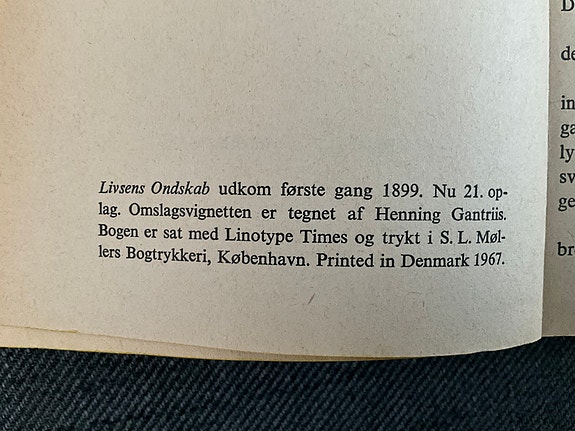 Livsens Ondskab udkom første gang 1899. Nu 21. op-
lag. Omslagsvignetten er tegnet af Henning Gantriis.
Bogen er sat med Linotype Times og trykt i S. L. Møl-
lers Bogtrykkeri, København. Printed in Denmark 1967.